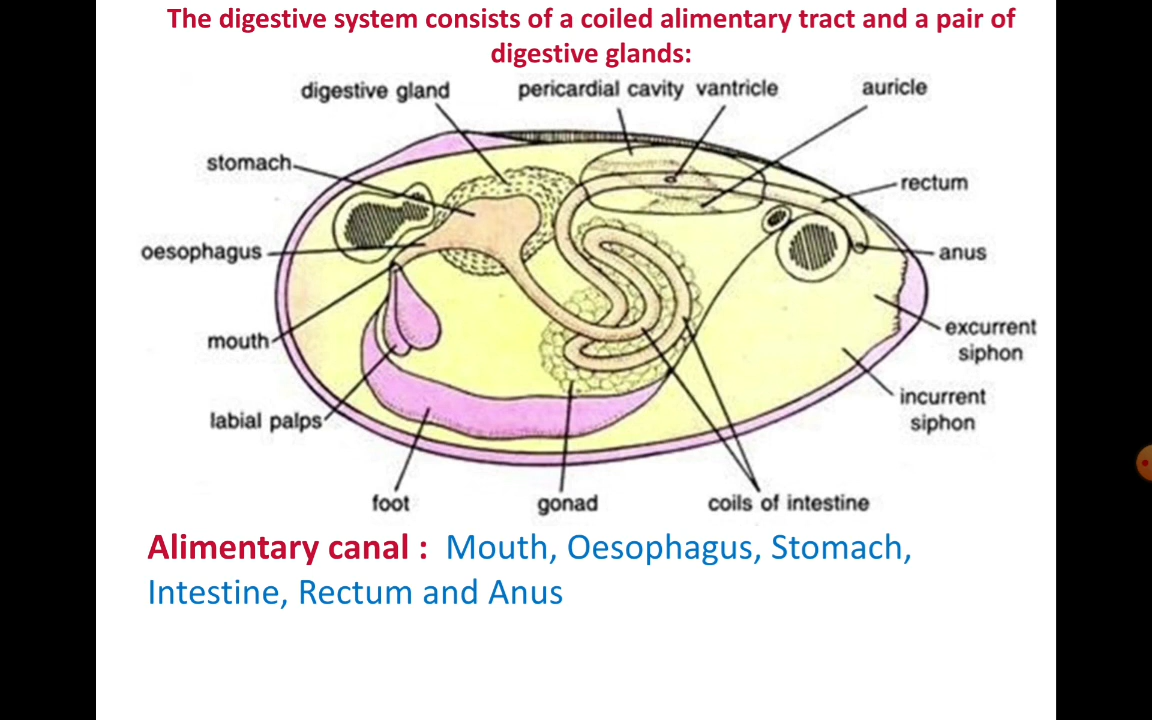 The digestive system consists of a coiled alimentary tract and a pair of
digestive glands:
digestive gland
pericardial cavity vantricle
auricle
stomach
rectum
oesophagus
anus
mouth
excurrent
siphon
labial palps
incurrent
siphon
foot
gonad
coils of intestine
Alimentary canal : Mouth, Oesophagus, Stomach,
Intestine, Rectum and Anus